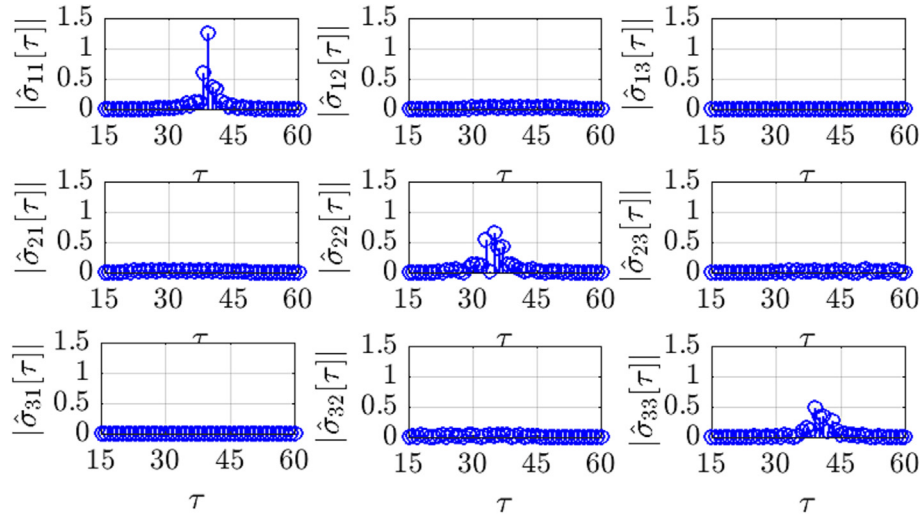 |σ̂₁₁[τ]| 1.5 1 0.5 0 15 30 45 60 τ
|σ̂₁₂[τ]| 1.5 1 0.5 0 15 30 45 60 τ
|σ̂₁₃[τ]| 1.5 1 0.5 0 15 30 45 60 τ
|σ̂₂₁[τ]| 1.5 1 0.5 0 15 30 45 60 τ
|σ̂₂₂[τ]| 1.5 1 0.5 0 15 30 45 60 τ
|σ̂₂₃[τ]| 1.5 1 0.5 0 15 30 45 60 τ
|σ̂₃₁[τ]| 1.5 1 0.5 0 15 30 45 60 τ
|σ̂₃₂[τ]| 1.5 1 0.5 0 15 30 45 60 τ
|σ̂₃₃[τ]| 1.5 1 0.5 0 15 30 45 60 τ